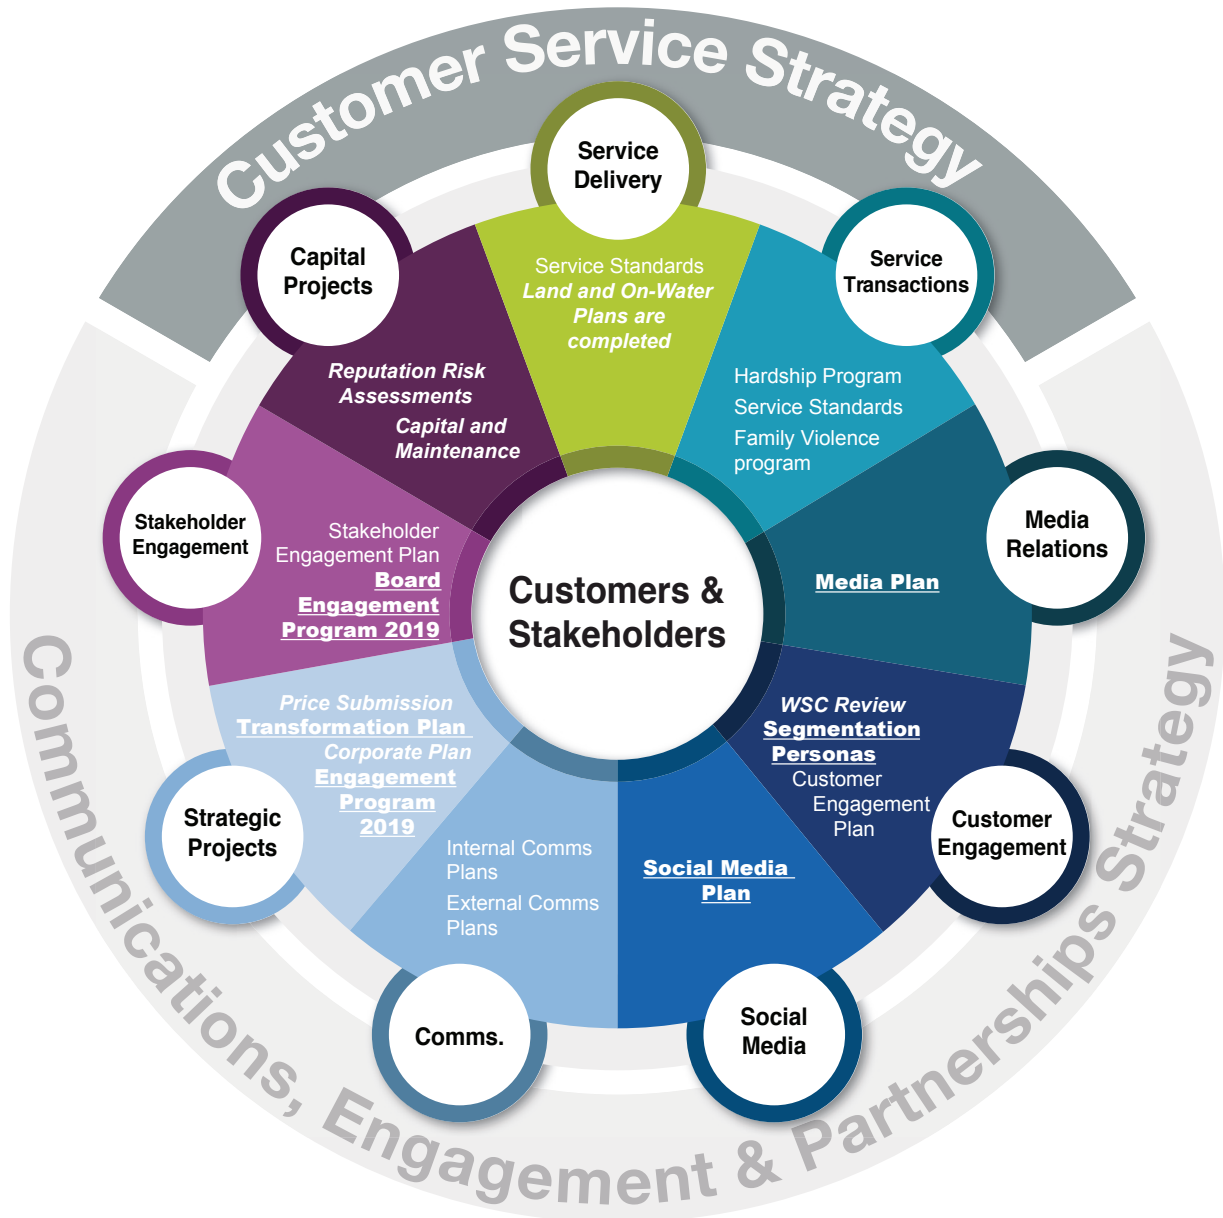 Customer Service Strategy
Service
Delivery
Service Standards
Land and On-Water
Plans are
completed
Service
Transactions
Hardship Program
Service Standards
Family Violence
program
Media
Relations
Media Plan
Customer
Engagement
WSC Review
Segmentation
Personas
Customer
Engagement
Plan
Social
Media
Social Media
Plan
Comms.
Internal Comms
Plans
External Comms
Plans
Strategic
Projects
Price Submission
Transformation Plan
Corporate Plan
Engagement
Program
2019
Stakeholder
Engagement
Stakeholder
Engagement Plan
Board
Engagement
Program 2019
Capital
Projects
Reputation Risk
Assessments
Capital and
Maintenance
Customers &
Stakeholders
Communications, Engagement & Partnerships Strategy